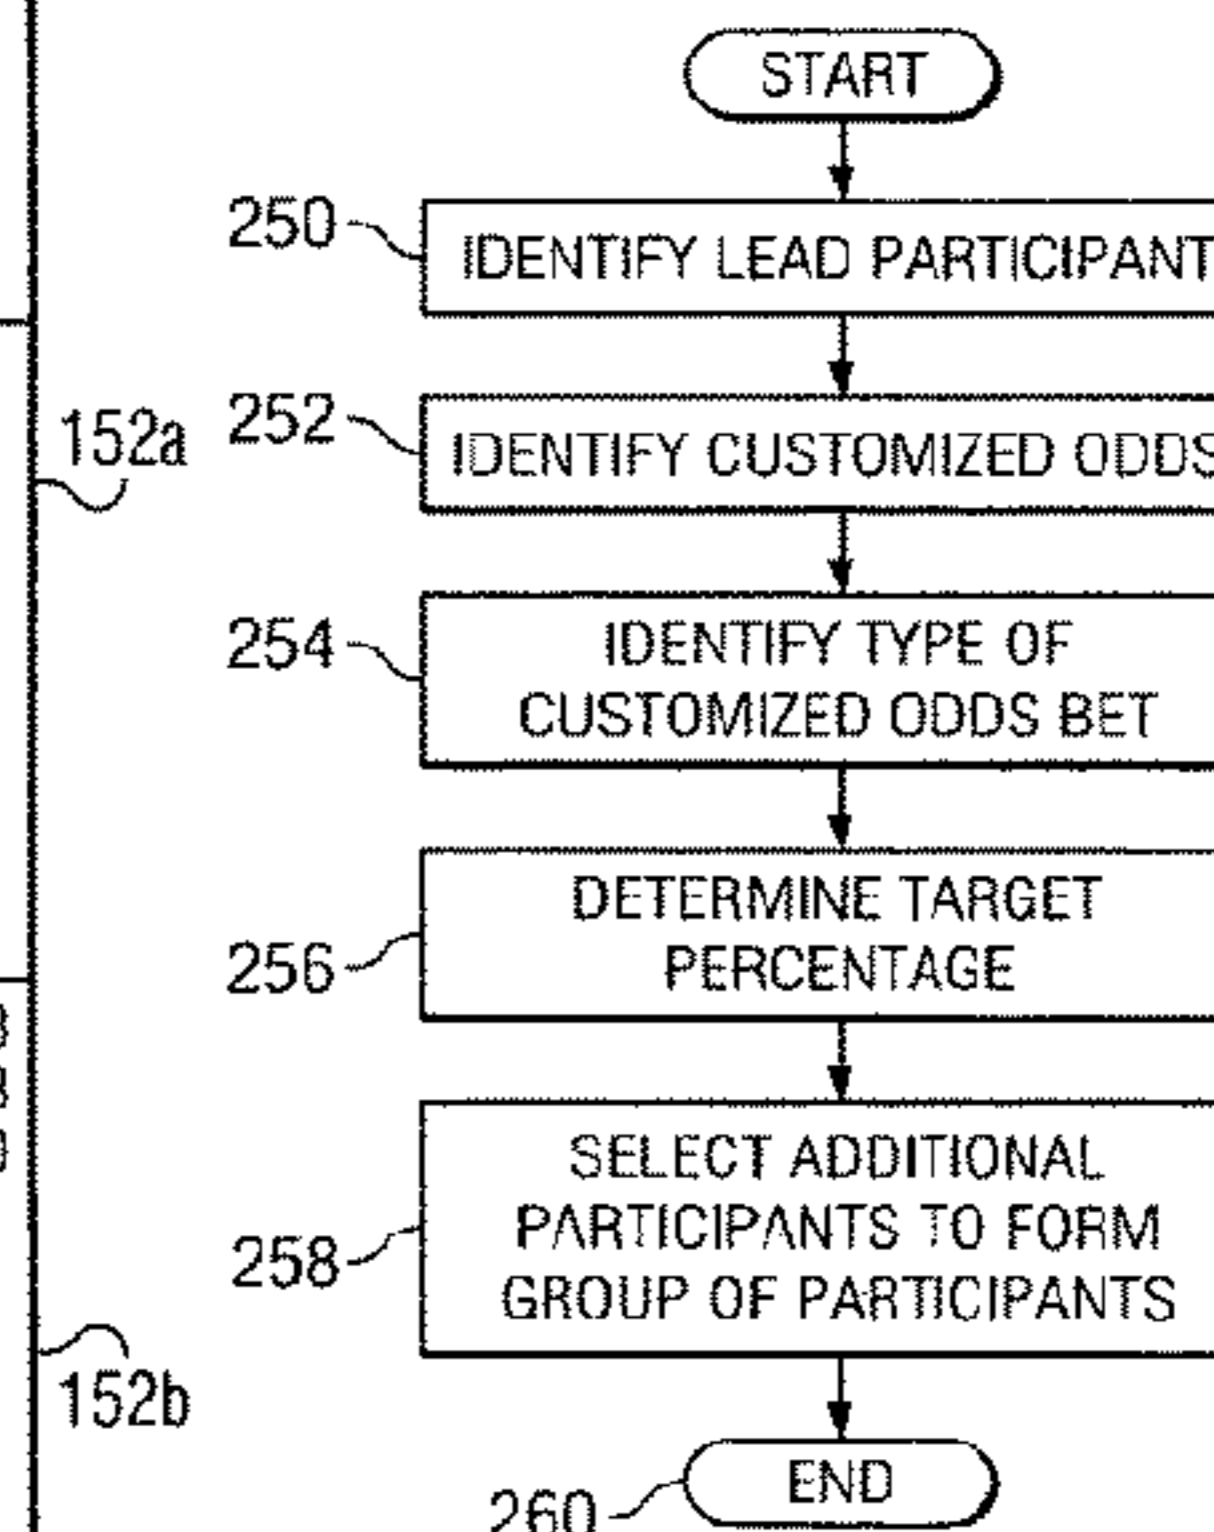 START
250
IDENTIFY LEAD PARTICIPANT
152a
252
IDENTIFY CUSTOMIZED ODDS
254
IDENTIFY TYPE OF
CUSTOMIZED ODDS BET
256
DETERMINE TARGET
PERCENTAGE
258
SELECT ADDITIONAL
PARTICIPANTS TO FORM
GROUP OF PARTICIPANTS
152b
END
260